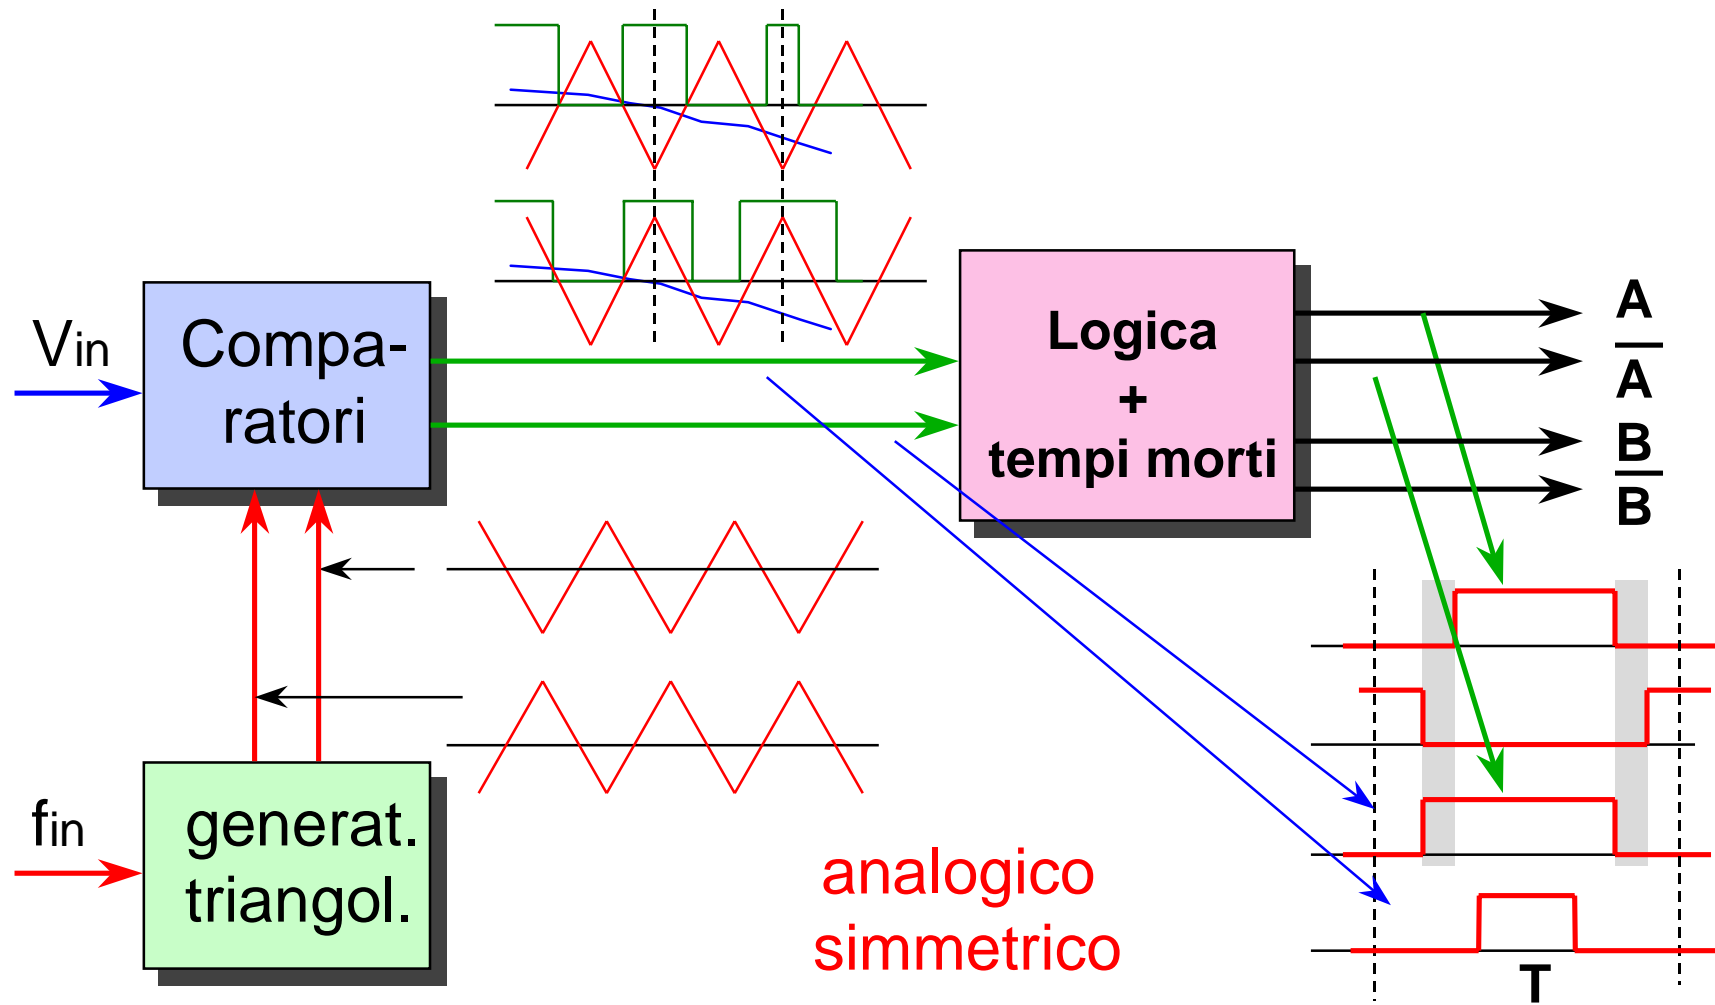 Vin
Compa-
ratori
Logica
+
tempi morti
A
A
B
B
fin
generat.
triangol.
analogico
simmetrico
T